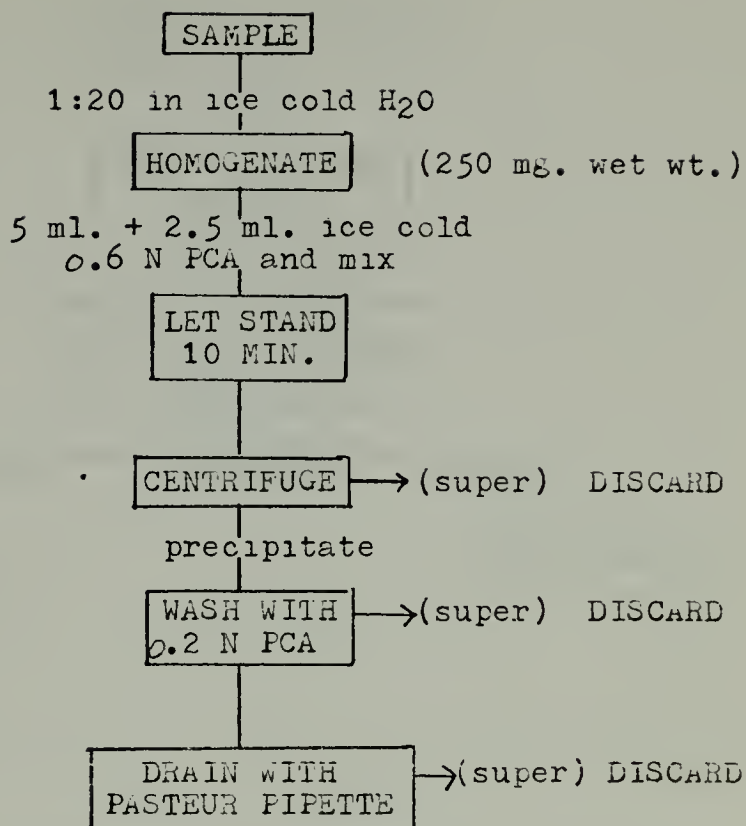 SAMPLE
1:20 in ice cold H₂O
HOMOGENATE (250 mg. wet wt.)
5 ml. + 2.5 ml. ice cold
0.6 N PCA and mix
LET STAND
10 MIN.
CENTRIFUGE (super) DISCARD
precipitate
WASH WITH (super) DISCARD
0.2 N PCA
DRAIN WITH (super) DISCARD
PASTEUR PIPETTE